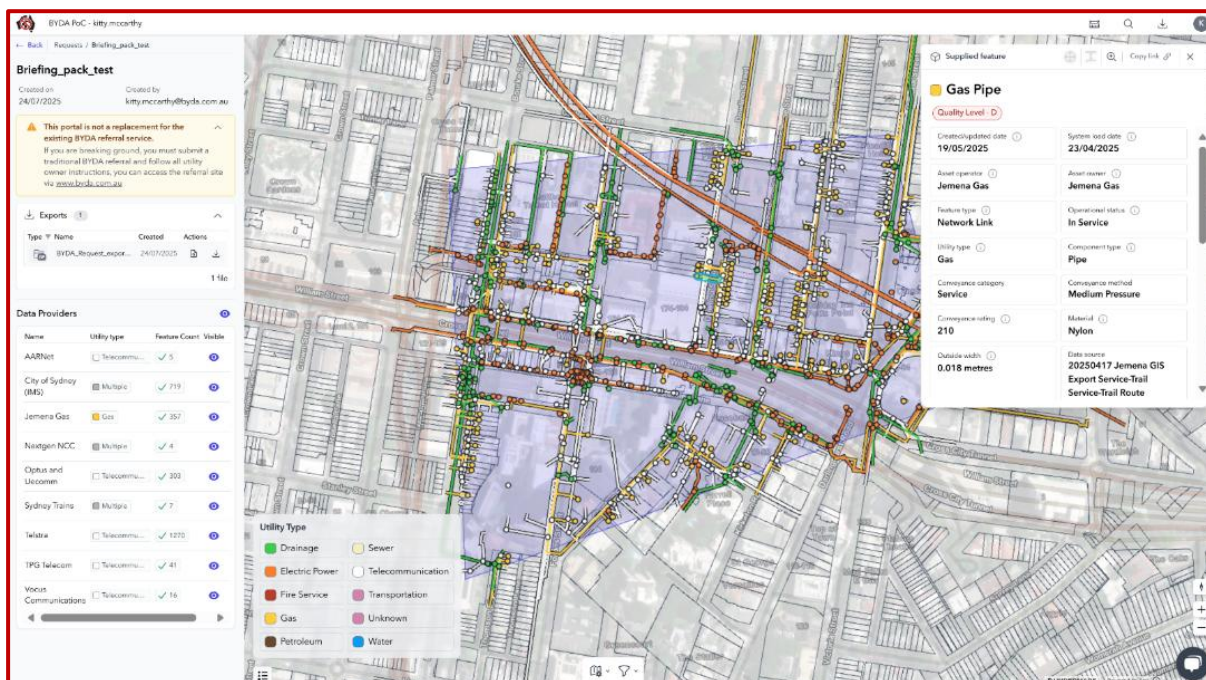 BYDA PoC - kitty.mccarthy
K
← Back Requests / Briefing_pack_test
Briefing_pack_test
Created on Created by
24/07/2025 kitty.mccarthy@byda.com.au
This portal is not a replacement for the
existing BYDA referral service.
If you are breaking ground, you must submit a
traditional BYDA referral and follow all utility
owner instructions, you can access the referral site
via www.byda.com.au
Exports 1
Type Name Created Actions
BYDA_Request_expor... 24/07/2025
1 file
Data Providers
Name Utility type Feature Count Visible
AARNet Telecommu... 5
City of Sydney
(IMS) Multiple 719
Jemena Gas Gas 357
Nextgen NCC Multiple 4
Optus and
Uecomm Telecommu... 303
Sydney Trains Multiple 7
Telstra Telecommu... 1270
TPG Telecom Telecommu... 41
Vocus
Communications Telecommu... 16
William Street
Stanley Street
Utility Type
Drainage Sewer
Electric Power Telecommunication
Fire Service Transportation
Gas Unknown
Petroleum Water
Supplied feature Copy link
Gas Pipe
Quality Level - D
Created/updated date System load date
19/05/2025 23/04/2025
Asset operator Asset owner
Jemena Gas Jemena Gas
Feature type Operational status
Network Link In Service
Utility type Component type
Gas Pipe
Conveyance category Conveyance method
Service Medium Pressure
Conveyance rating Material
210 Nylon
Outside width Data source
0.018 metres 20250417 Jemena GIS
Export Service-Trail
Service-Trail Route
Cross City Tunnel
William Street
Cross City Tunnel